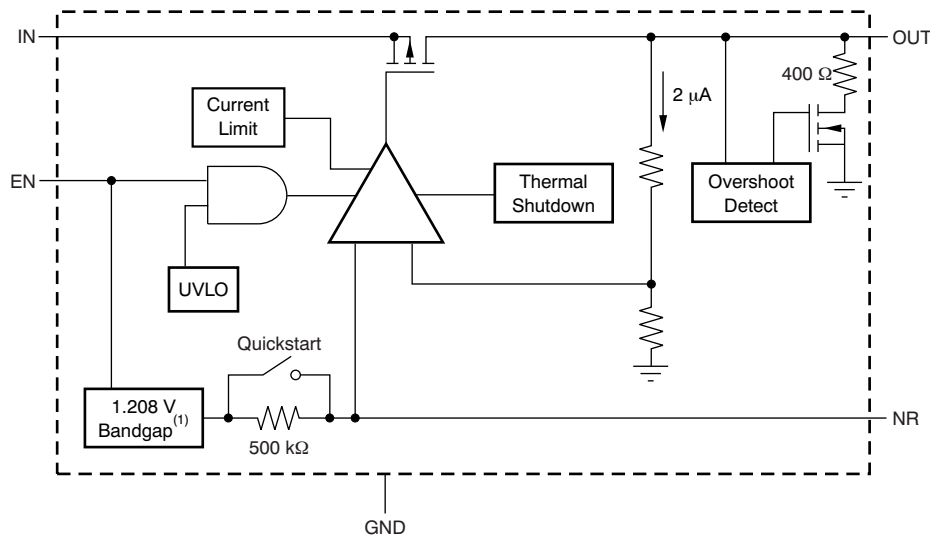 IN
OUT
400 Ω
2 µA
Current
Limit
EN
Thermal
Shutdown
Overshoot
Detect
UVLO
Quickstart
1.208 V
Bandgap(1)
500 kΩ
NR
GND